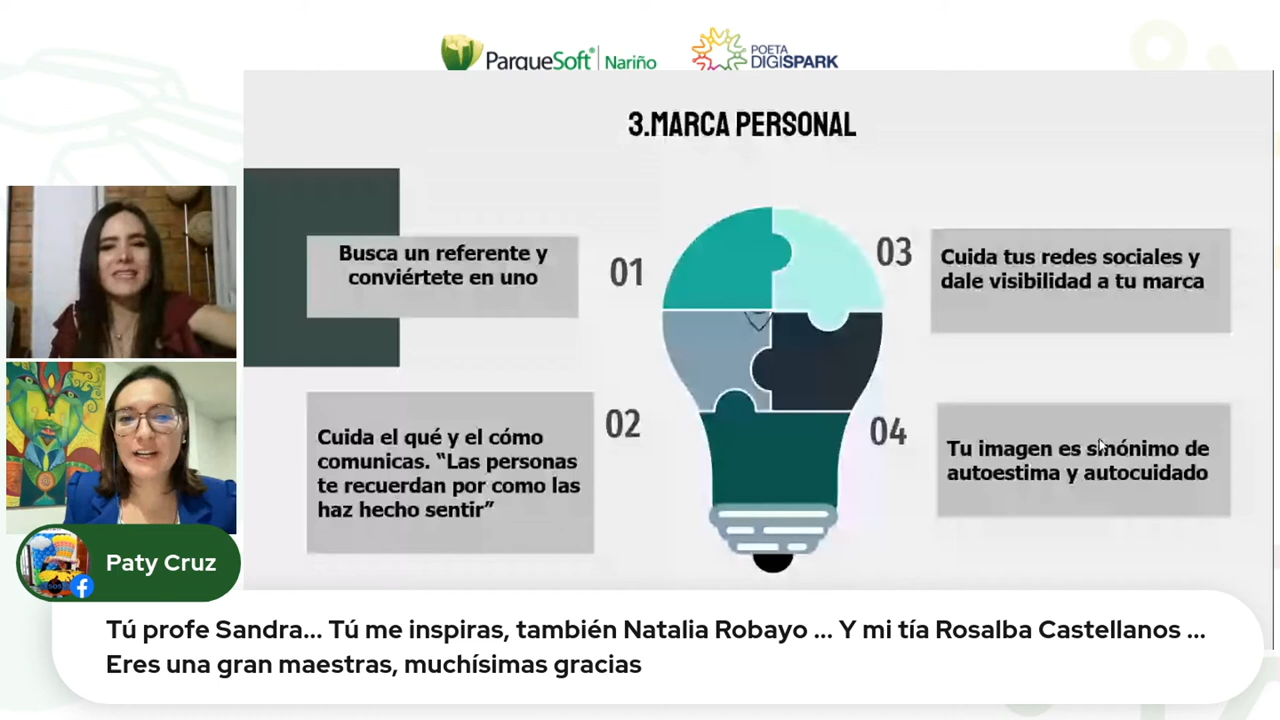 ParqueSoft Nariño
POETA
DIGISPARK
3.MARCA PERSONAL
Busca un referente y
conviértete en uno
01
Cuida el qué y el cómo
comunicas. “Las personas
te recuerdan por como las
haz hecho sentir”
02
03
Cuida tus redes sociales y
dale visibilidad a tu marca
04
Tu imagen es sinónimo de
autoestima y autocuidado
Paty Cruz
Tú profe Sandra... Tú me inspiras, también Natalia Robayo ... Y mi tía Rosalba Castellanos ...
Eres una gran maestras, muchísimas gracias